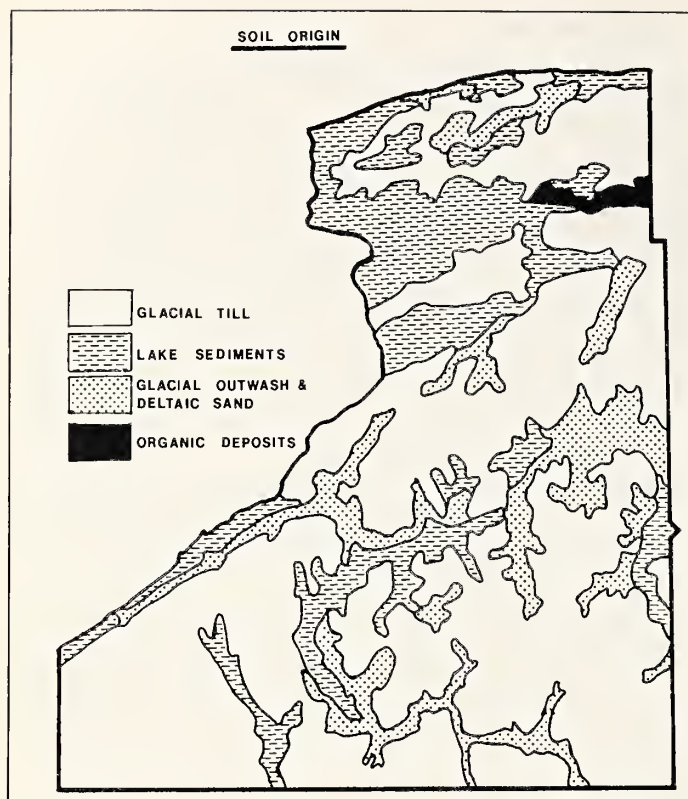 SOIL ORIGIN
GLACIAL TILL
LAKE SEDIMENTS
GLACIAL OUTWASH &
DELTAIC SAND
ORGANIC DEPOSITS